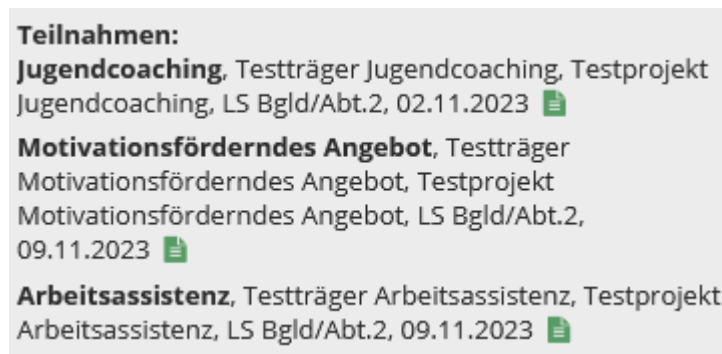 Teilnahmen:
Jugendcoaching, Testträger Jugendcoaching, Testprojekt
Jugendcoaching, LS Bgld/Abt.2, 02.11.2023
Motivationsförderndes Angebot, Testträger
Motivationsförderndes Angebot, Testprojekt
Motivationsförderndes Angebot, LS Bgld/Abt.2,
09.11.2023
Arbeitsassistenz, Testträger Arbeitsassistenz, Testprojekt
Arbeitsassistenz, LS Bgld/Abt.2, 09.11.2023